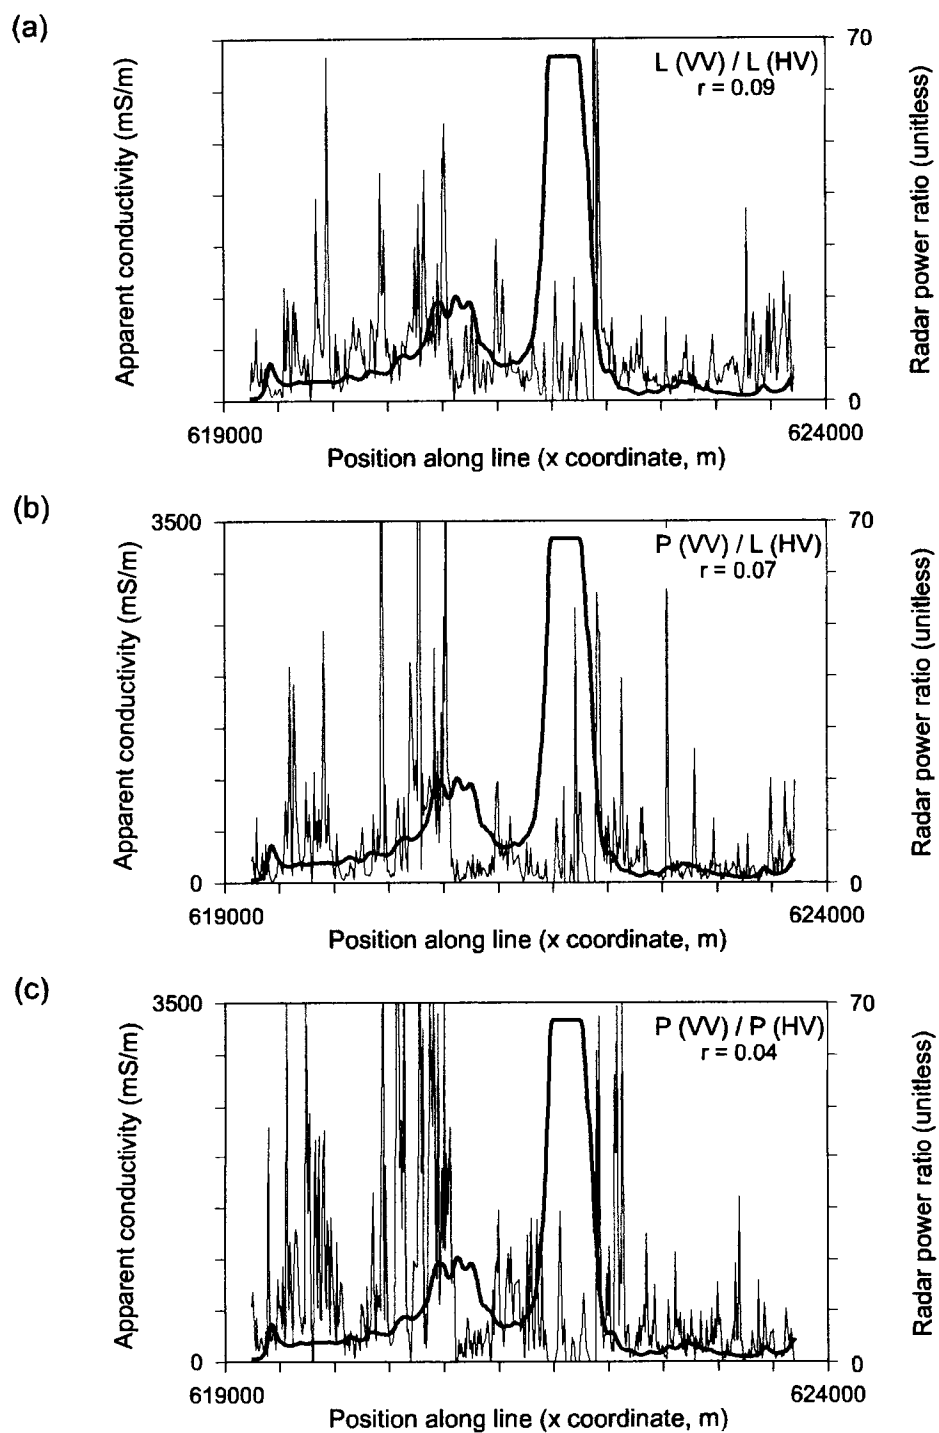 (a)
70
L (VV) / L (HV)
r = 0.09
Apparent conductivity (mS/m)
Radar power ratio (unitless)
0
619000
624000
Position along line (x coordinate, m)
(b)
3500
70
P (VV) / L (HV)
r = 0.07
Apparent conductivity (mS/m)
Radar power ratio (unitless)
0
0
619000
624000
Position along line (x coordinate, m)
(c)
3500
70
P (VV) / P (HV)
r = 0.04
Apparent conductivity (mS/m)
Radar power ratio (unitless)
0
0
619000
624000
Position along line (x coordinate, m)